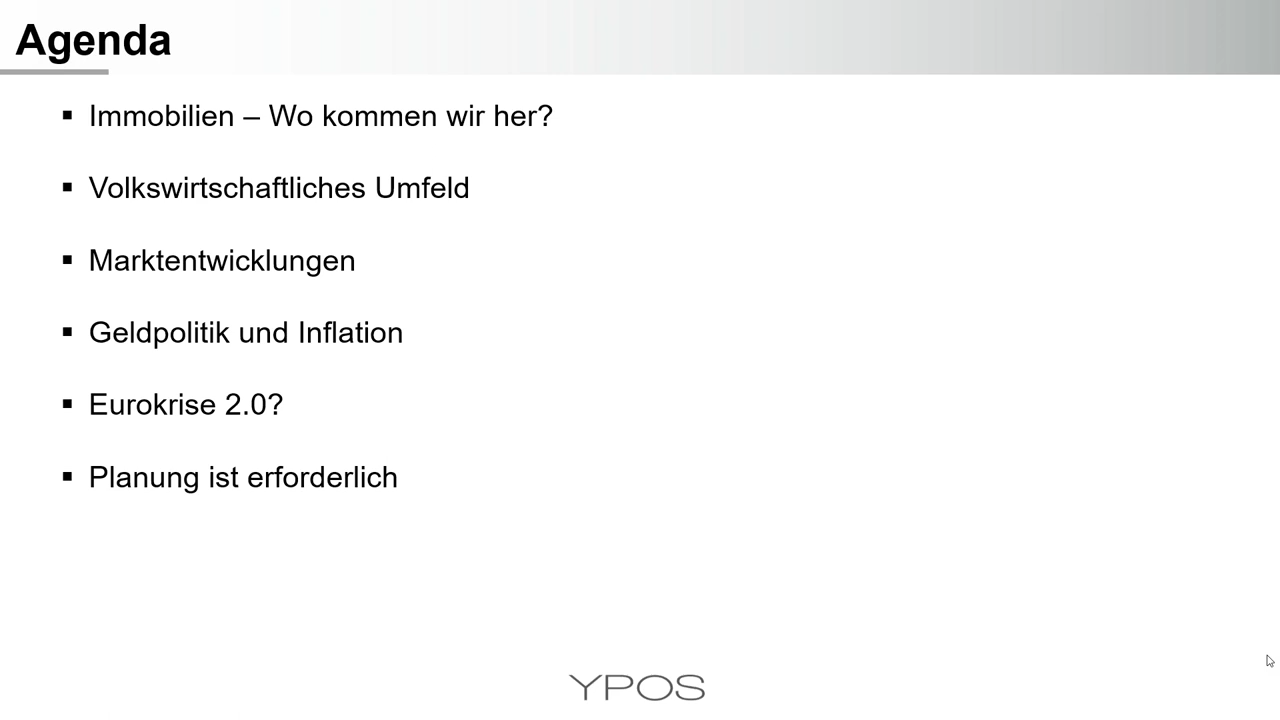 Agenda
▪ Immobilien – Wo kommen wir her?
▪ Volkswirtschaftliches Umfeld
▪ Marktentwicklungen
▪ Geldpolitik und Inflation
▪ Eurokrise 2.0?
▪ Planung ist erforderlich
YPOS